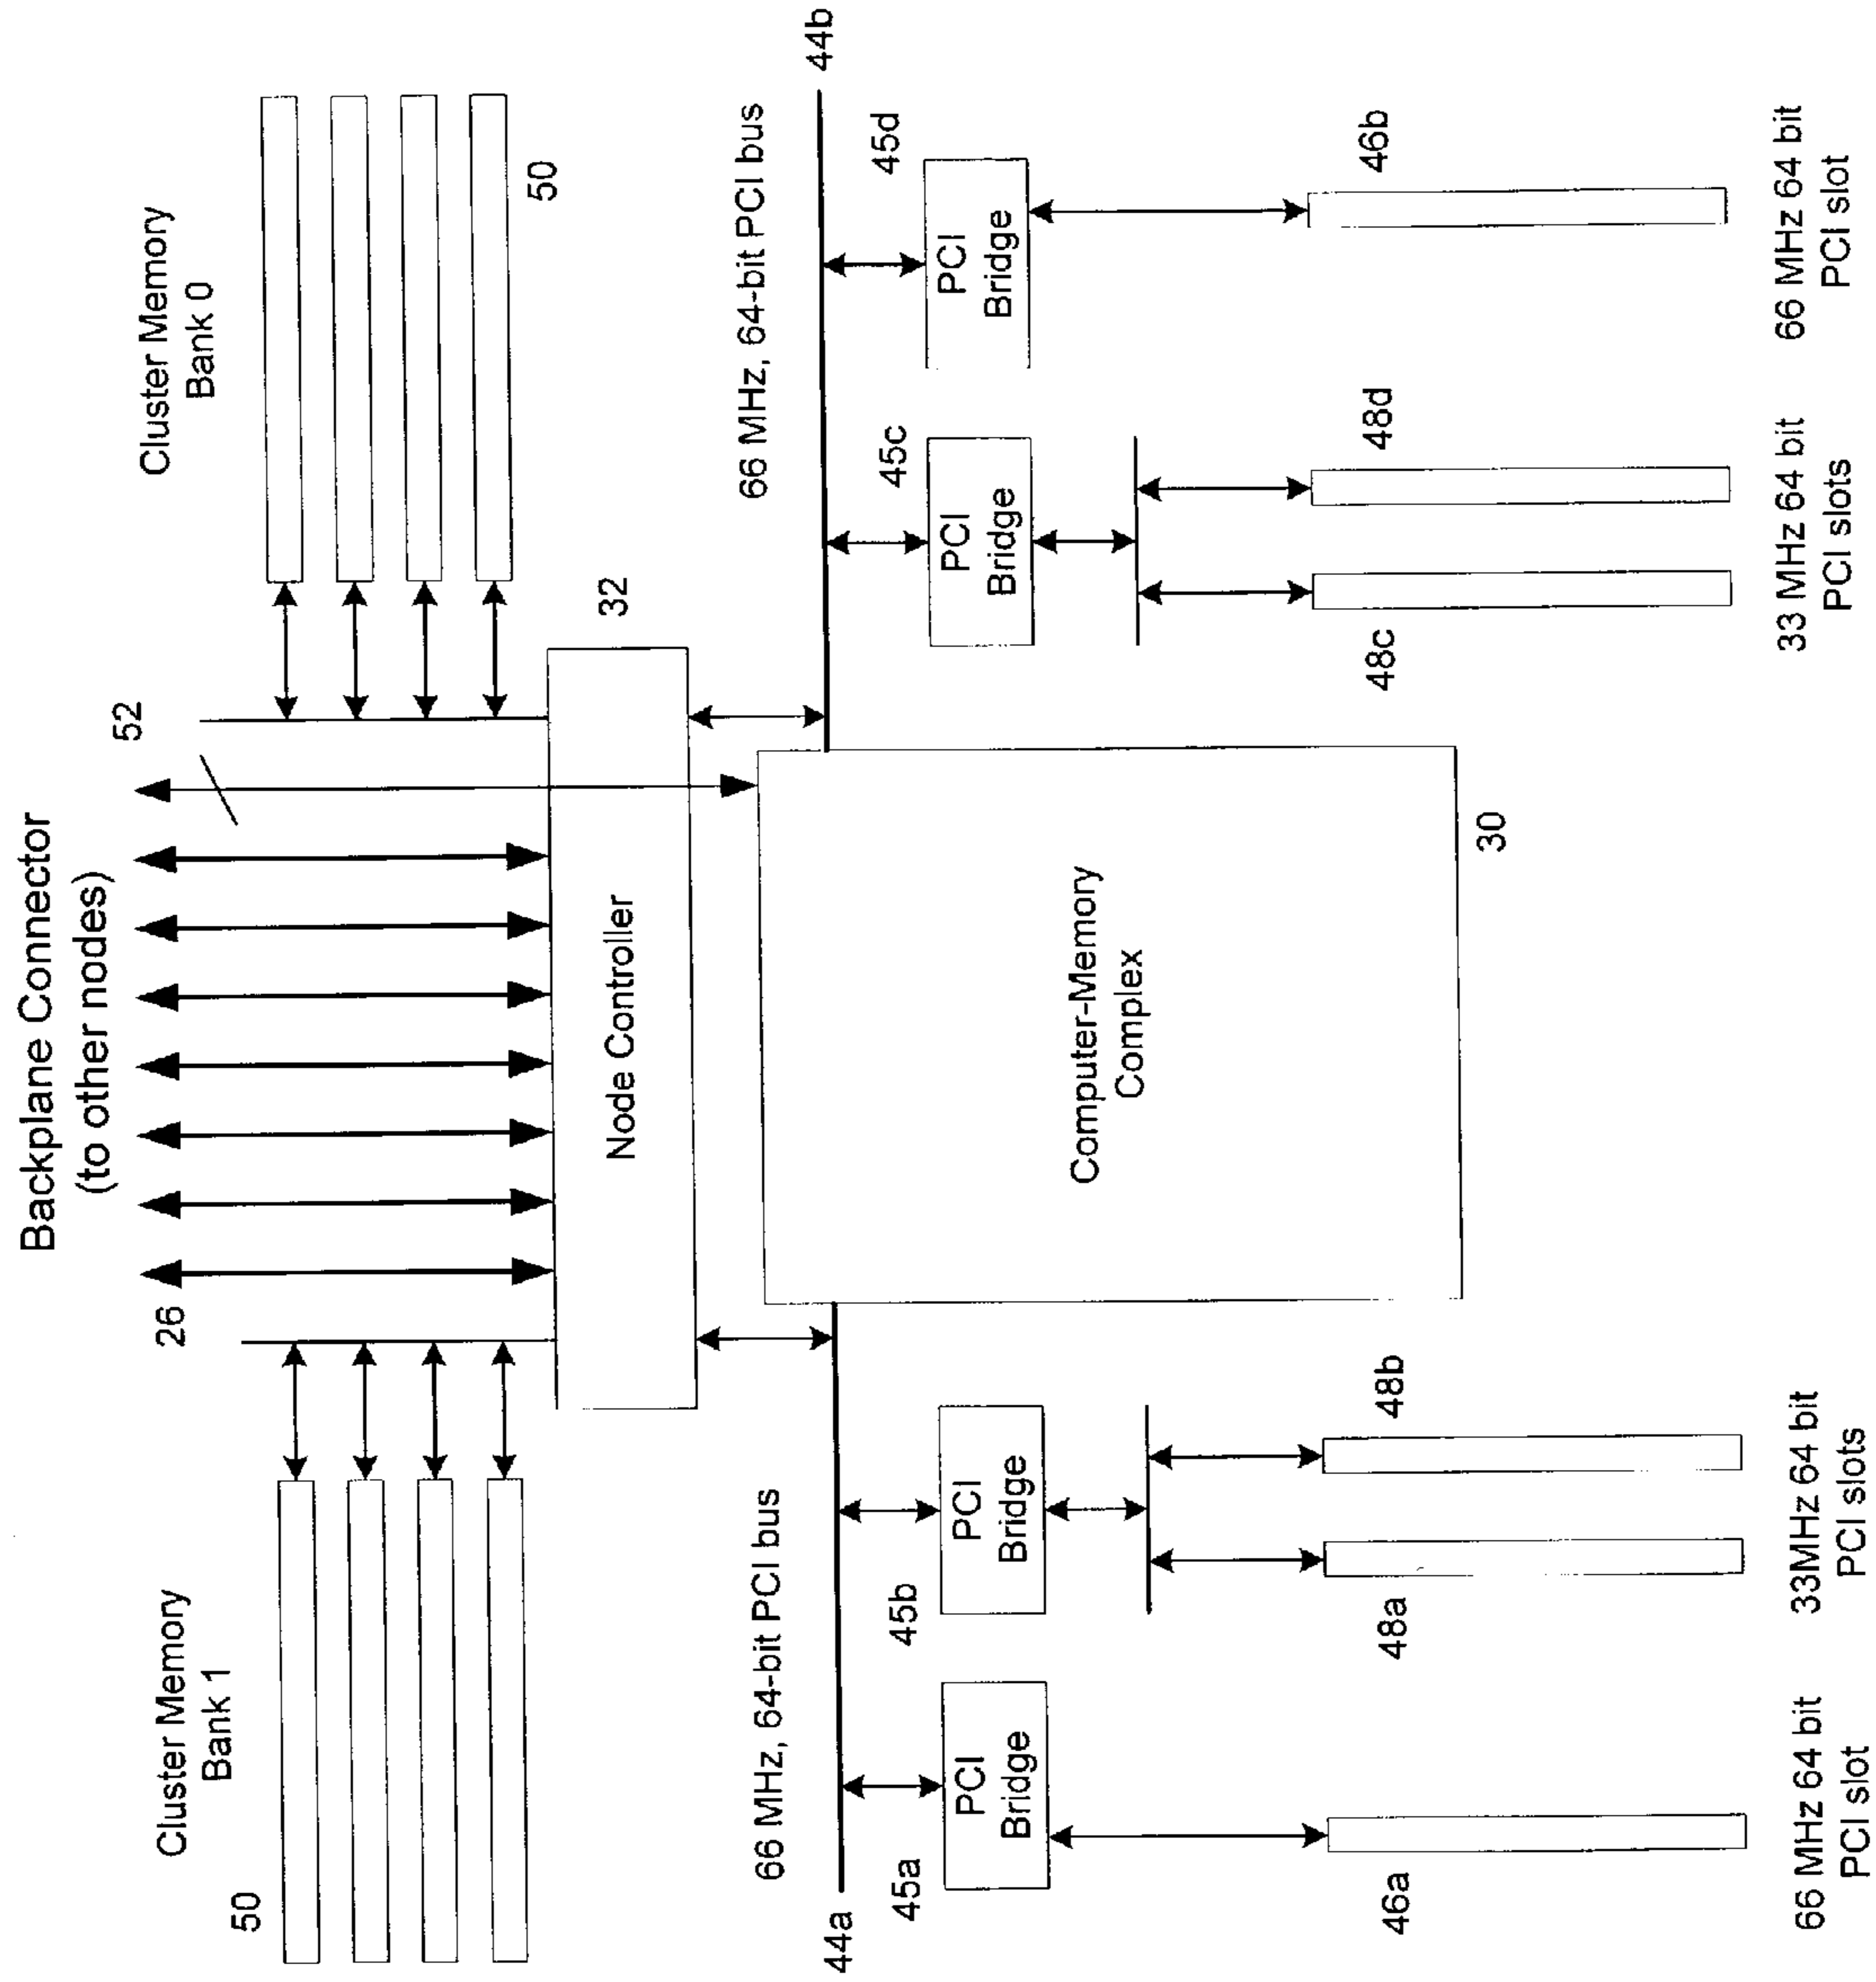 Backplane Connector
(to other nodes)
Cluster Memory
Bank 1
50
26
52
Cluster Memory
Bank 0
50
Node Controller
32
66 MHz, 64-bit PCI bus
44a
66 MHz, 64-bit PCI bus
44b
45a
PCI
Bridge
45b
PCI
Bridge
45c
PCI
Bridge
45d
PCI
Bridge
Computer-Memory
Complex
30
46a
48a
48b
48c
48d
46b
66 MHz 64 bit
PCI slot
33MHz 64 bit
PCI slots
33 MHz 64 bit
PCI slots
66 MHz 64 bit
PCI slot